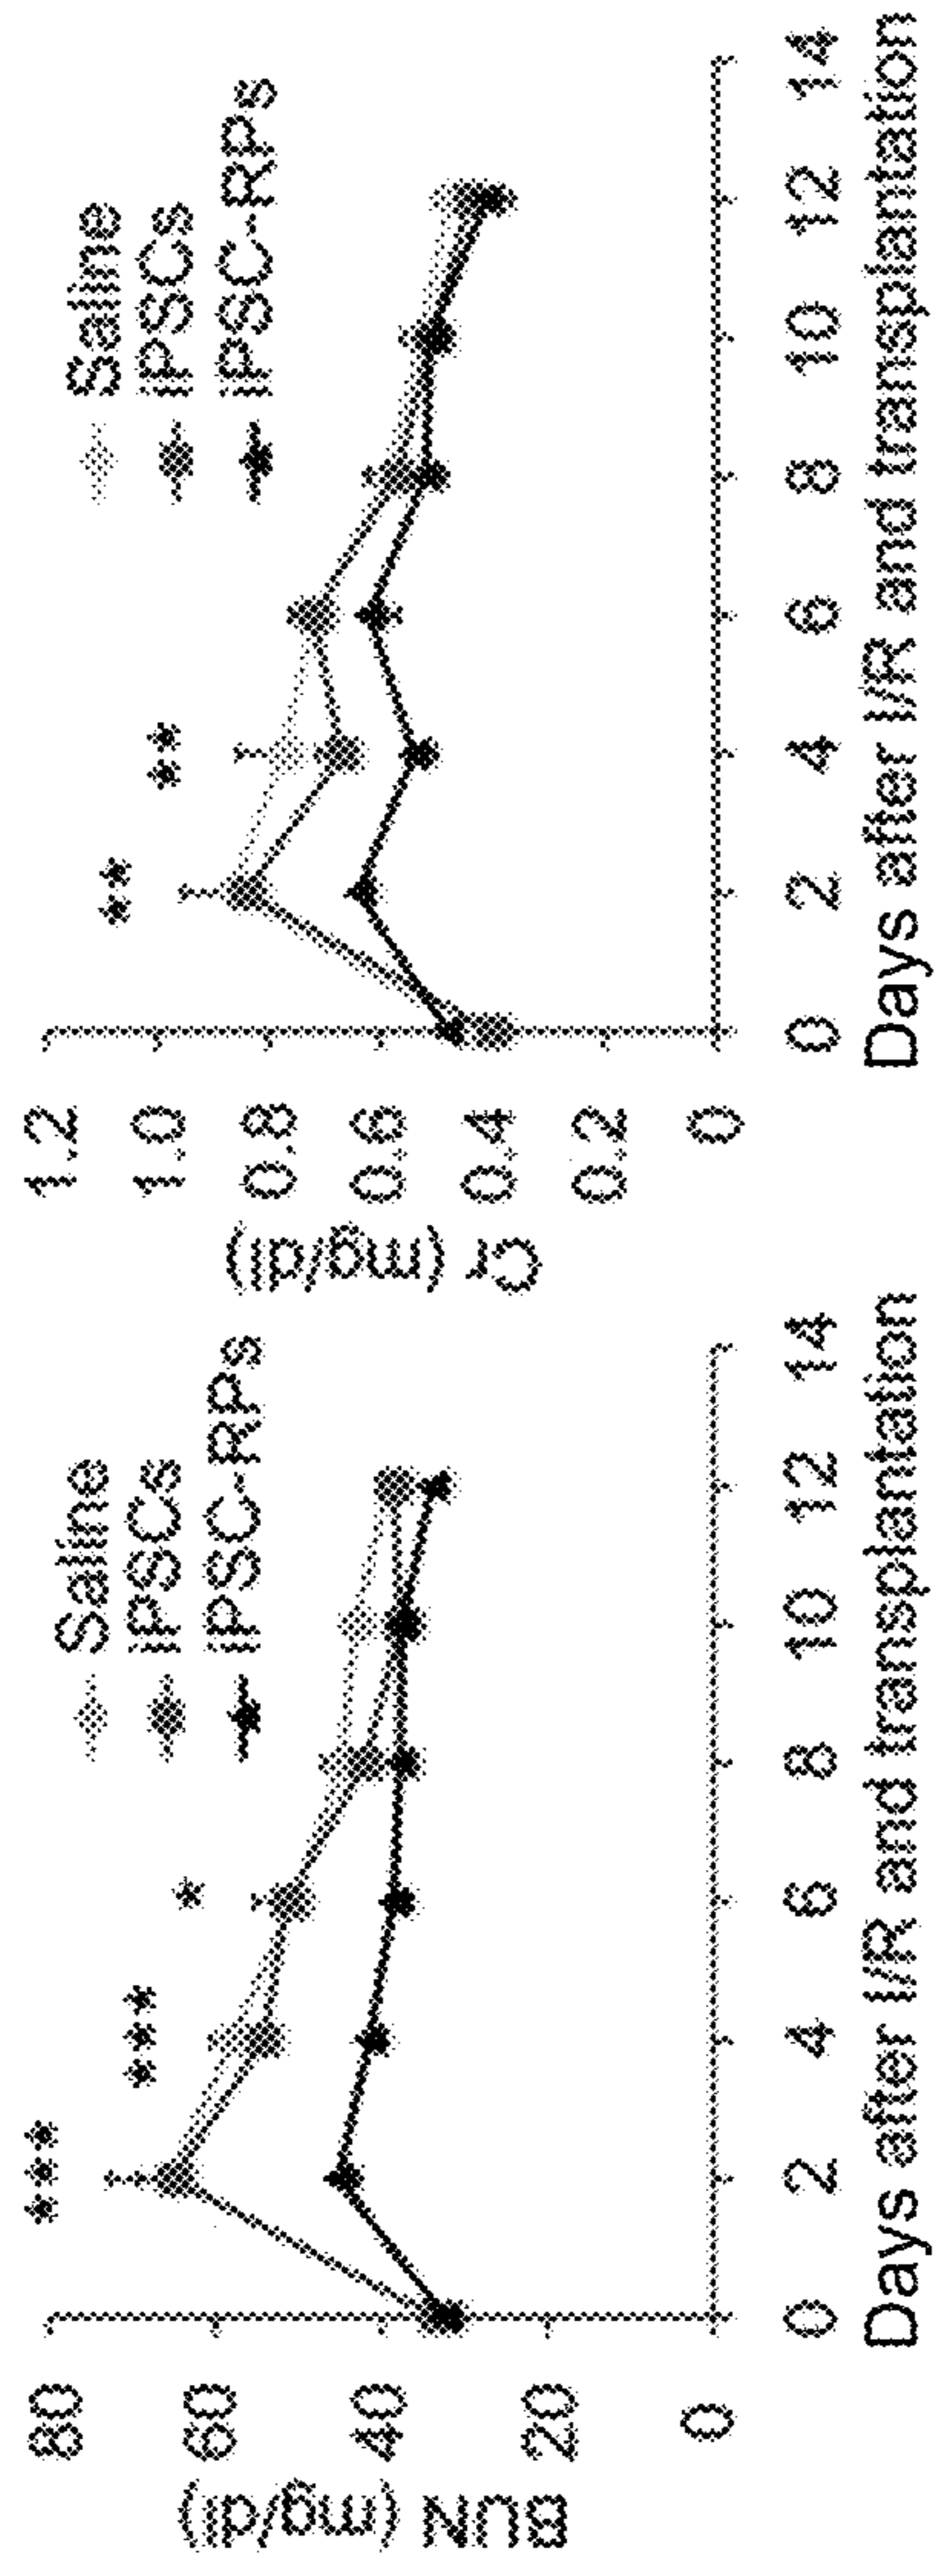 BUN (mg/dl)
80
60
40
20
0
***
***
*
Saline
iPSCs
iPSC-RPs
0 2 4 6 8 10 12 14
Days after I/R and transplantation
Cr (mg/dl)
1.2
1.0
0.8
0.6
0.4
0.2
0
**
**
Saline
iPSCs
iPSC-RPs
0 2 4 6 8 10 12 14
Days after I/R and transplantation